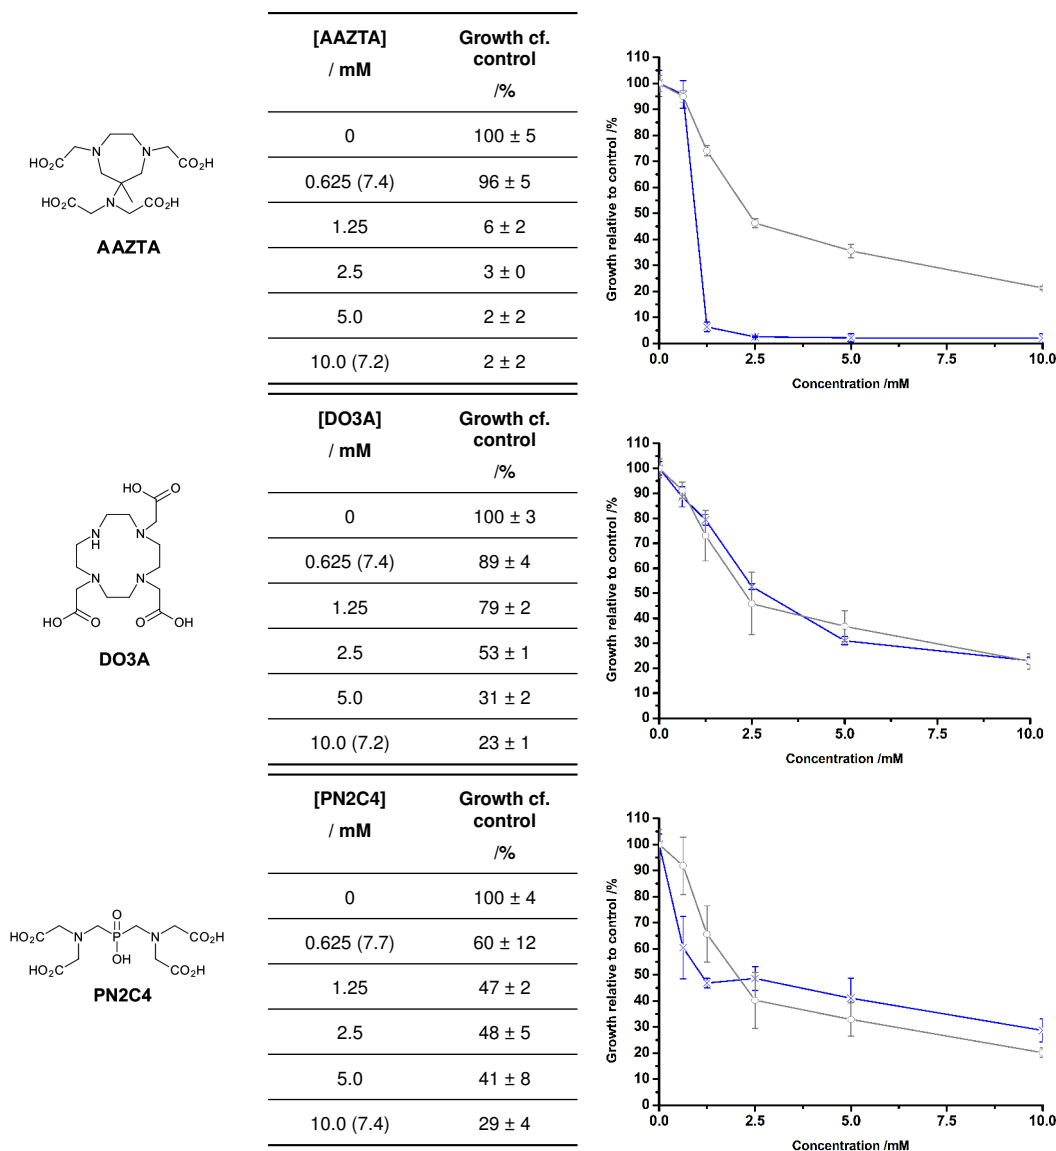 [AAZTA] Growth cf.
/ mM control
/%
0 100 ± 5
0.625 (7.4) 96 ± 5
1.25 6 ± 2
2.5 3 ± 0
5.0 2 ± 2
10.0 (7.2) 2 ± 2
N N
HO2C CO2H
HO2C N CO2H
AAZTA
Growth relative to control /%
110
100
90
80
70
60
50
40
30
20
10
0
0.0 2.5 5.0 7.5 10.0
Concentration /mM
[DO3A] Growth cf.
/ mM control
/%
0 100 ± 3
0.625 (7.4) 89 ± 4
1.25 79 ± 2
2.5 53 ± 1
5.0 31 ± 2
10.0 (7.2) 23 ± 1
HO O
N N
H
N N
HO O O OH
DO3A
Growth relative to control /%
110
100
90
80
70
60
50
40
30
20
10
0
0.0 2.5 5.0 7.5 10.0
Concentration /mM
[PN2C4] Growth cf.
/ mM control
/%
0 100 ± 4
0.625 (7.7) 60 ± 12
1.25 47 ± 2
2.5 48 ± 5
5.0 41 ± 8
10.0 (7.4) 29 ± 4
O
HO2C N P N CO2H
HO2C OH CO2H
PN2C4
Growth relative to control /%
110
100
90
80
70
60
50
40
30
20
10
0
0.0 2.5 5.0 7.5 10.0
Concentration /mM